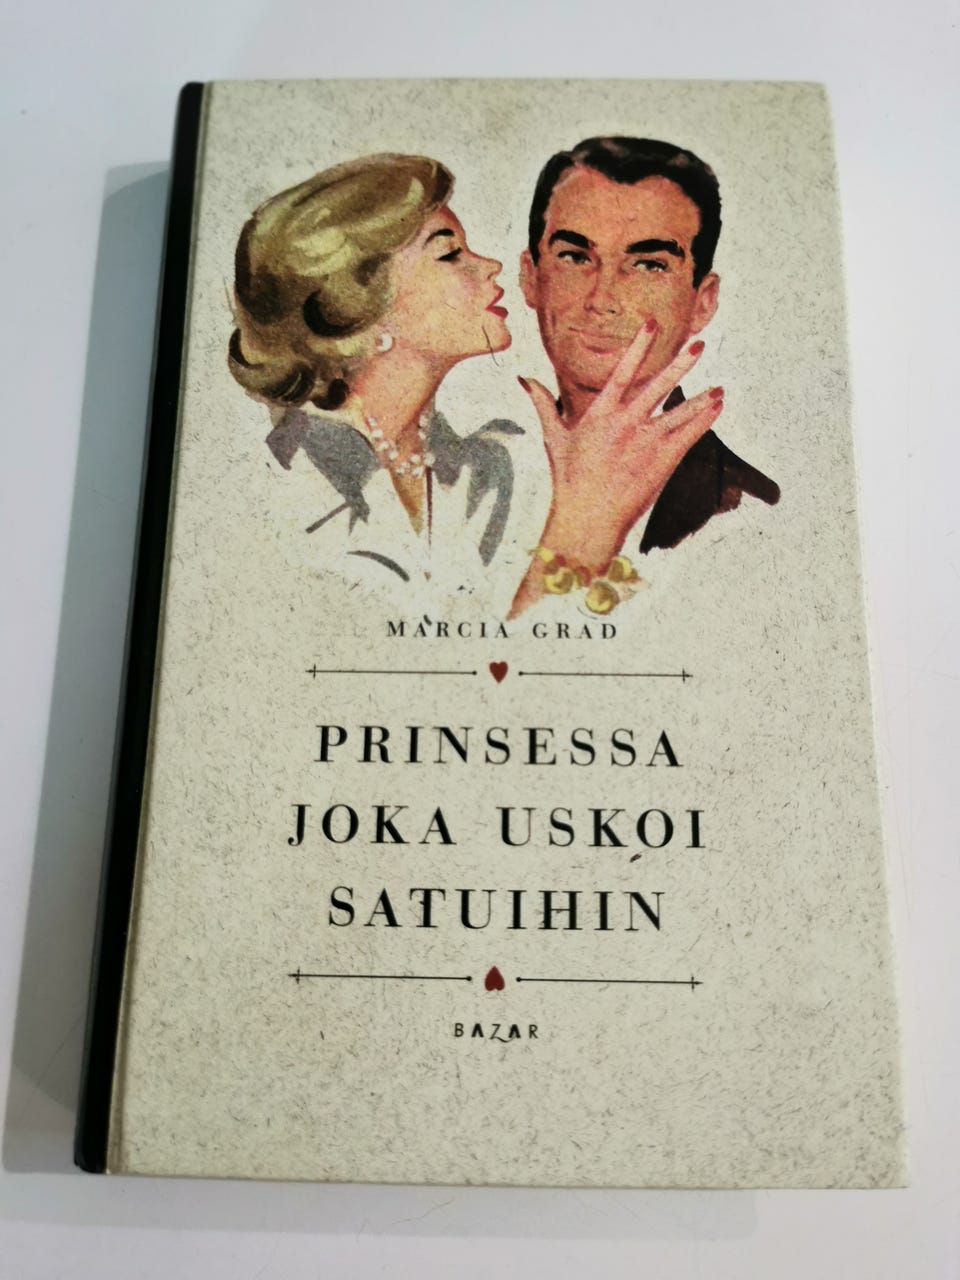 MARCIA GRAD
PRINSESSA
JOKA USKOI
SATUIHIN
BAZAR